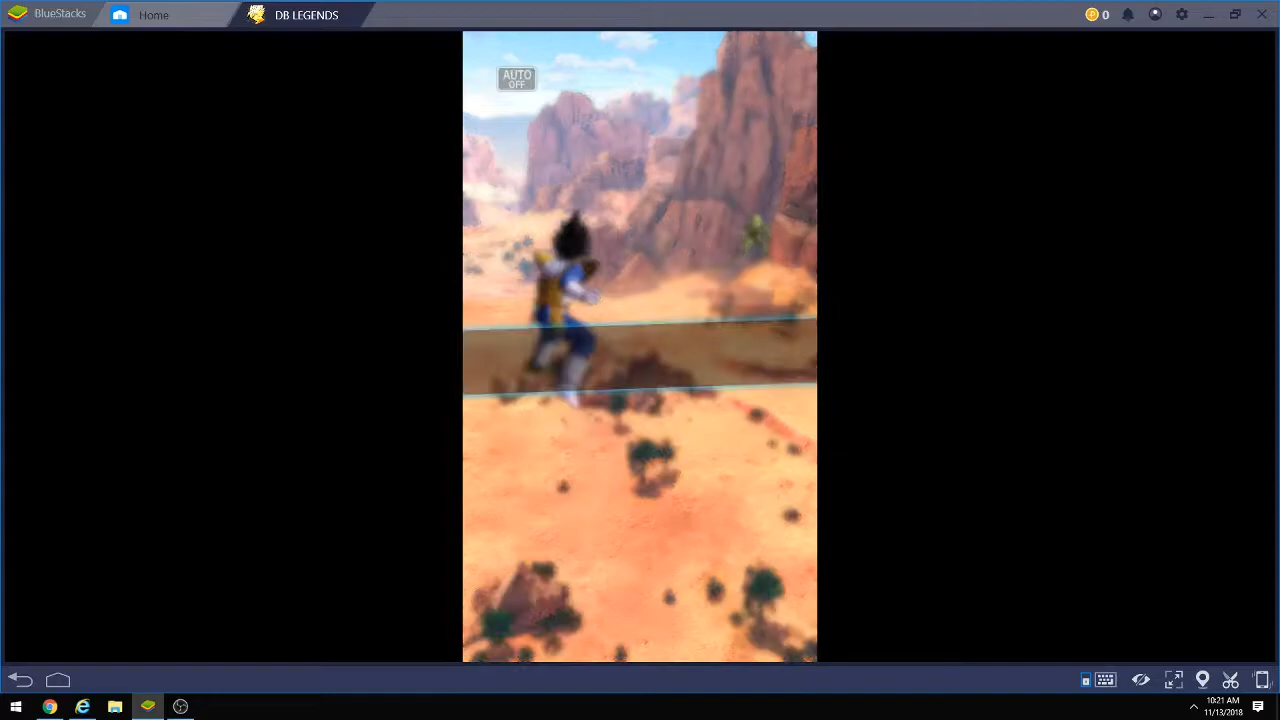 BlueStacks
Home
DB LEGENDS
0
AUTO
OFF
10:21 AM
11/13/2018